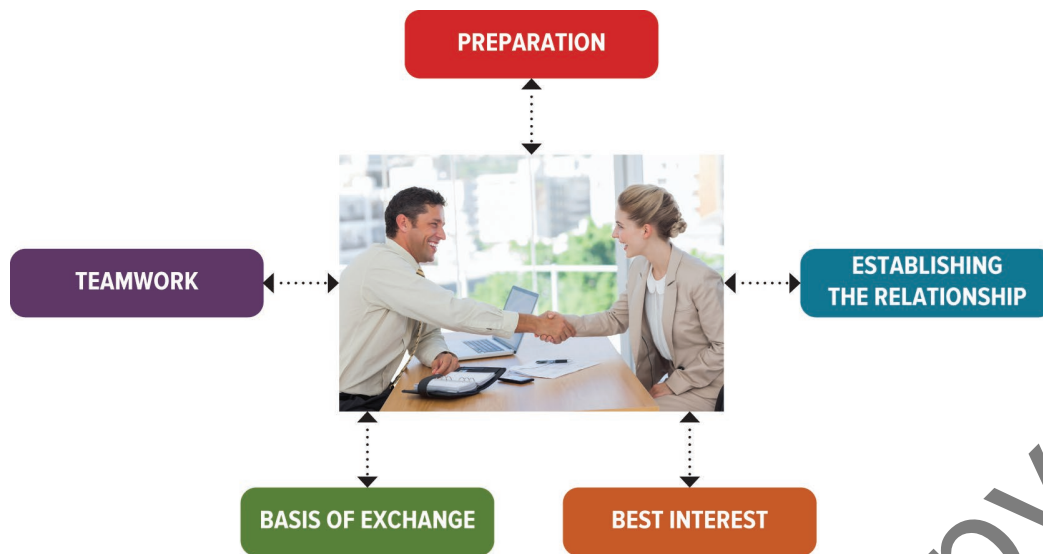 PREPARATION
TEAMWORK
ESTABLISHING
THE RELATIONSHIP
BASIS OF EXCHANGE
BEST INTEREST